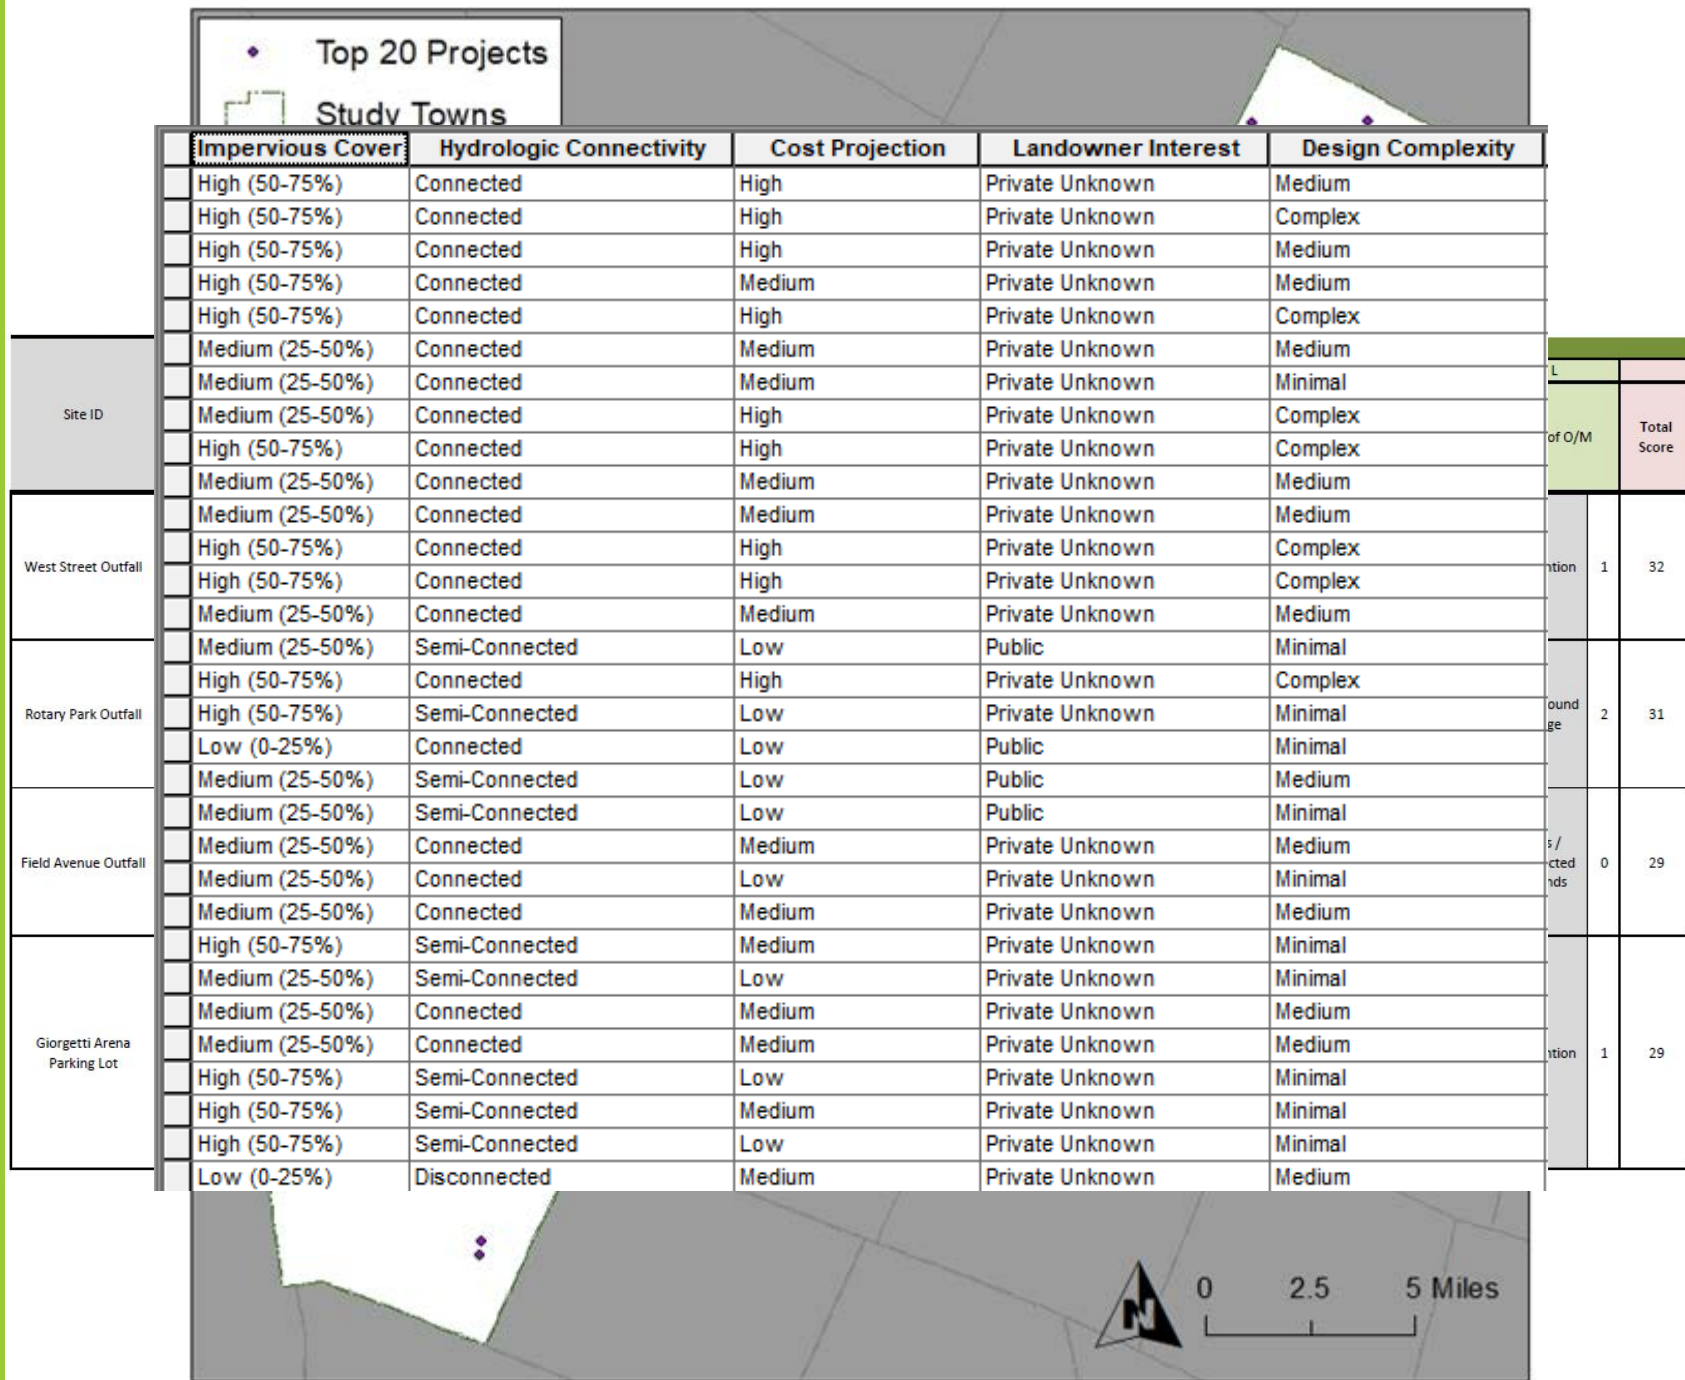 Top 20 Projects
Study Towns
Impervious Cover Hydrologic Connectivity Cost Projection Landowner Interest Design Complexity
High (50-75%) Connected High Private Unknown Medium
High (50-75%) Connected High Private Unknown Complex
High (50-75%) Connected High Private Unknown Medium
High (50-75%) Connected Medium Private Unknown Medium
High (50-75%) Connected High Private Unknown Complex
Medium (25-50%) Connected Medium Private Unknown Medium
Medium (25-50%) Connected Medium Private Unknown Minimal
Medium (25-50%) Connected High Private Unknown Complex
High (50-75%) Connected High Private Unknown Complex
Medium (25-50%) Connected Medium Private Unknown Medium
Medium (25-50%) Connected Medium Private Unknown Medium
High (50-75%) Connected High Private Unknown Complex
High (50-75%) Connected High Private Unknown Complex
Medium (25-50%) Connected Medium Private Unknown Medium
Medium (25-50%) Semi-Connected Low Public Minimal
High (50-75%) Connected High Private Unknown Complex
High (50-75%) Semi-Connected Low Private Unknown Minimal
Low (0-25%) Connected Low Public Minimal
Medium (25-50%) Semi-Connected Low Public Medium
Medium (25-50%) Semi-Connected Low Public Minimal
Medium (25-50%) Connected Medium Private Unknown Medium
Medium (25-50%) Connected Low Private Unknown Minimal
Medium (25-50%) Connected Medium Private Unknown Medium
High (50-75%) Semi-Connected Medium Private Unknown Minimal
Medium (25-50%) Semi-Connected Low Private Unknown Minimal
Medium (25-50%) Connected Medium Private Unknown Medium
Medium (25-50%) Connected Medium Private Unknown Medium
High (50-75%) Semi-Connected Low Private Unknown Minimal
High (50-75%) Semi-Connected Medium Private Unknown Minimal
High (50-75%) Semi-Connected Low Private Unknown Minimal
Low (0-25%) Disconnected Medium Private Unknown Medium
Site ID
of O/M
Total
Score
West Street Outfall 1 32
Rotary Park Outfall 2 31
Field Avenue Outfall 0 29
Giorgetti Arena
Parking Lot
1 29
N
0 2.5 5 Miles